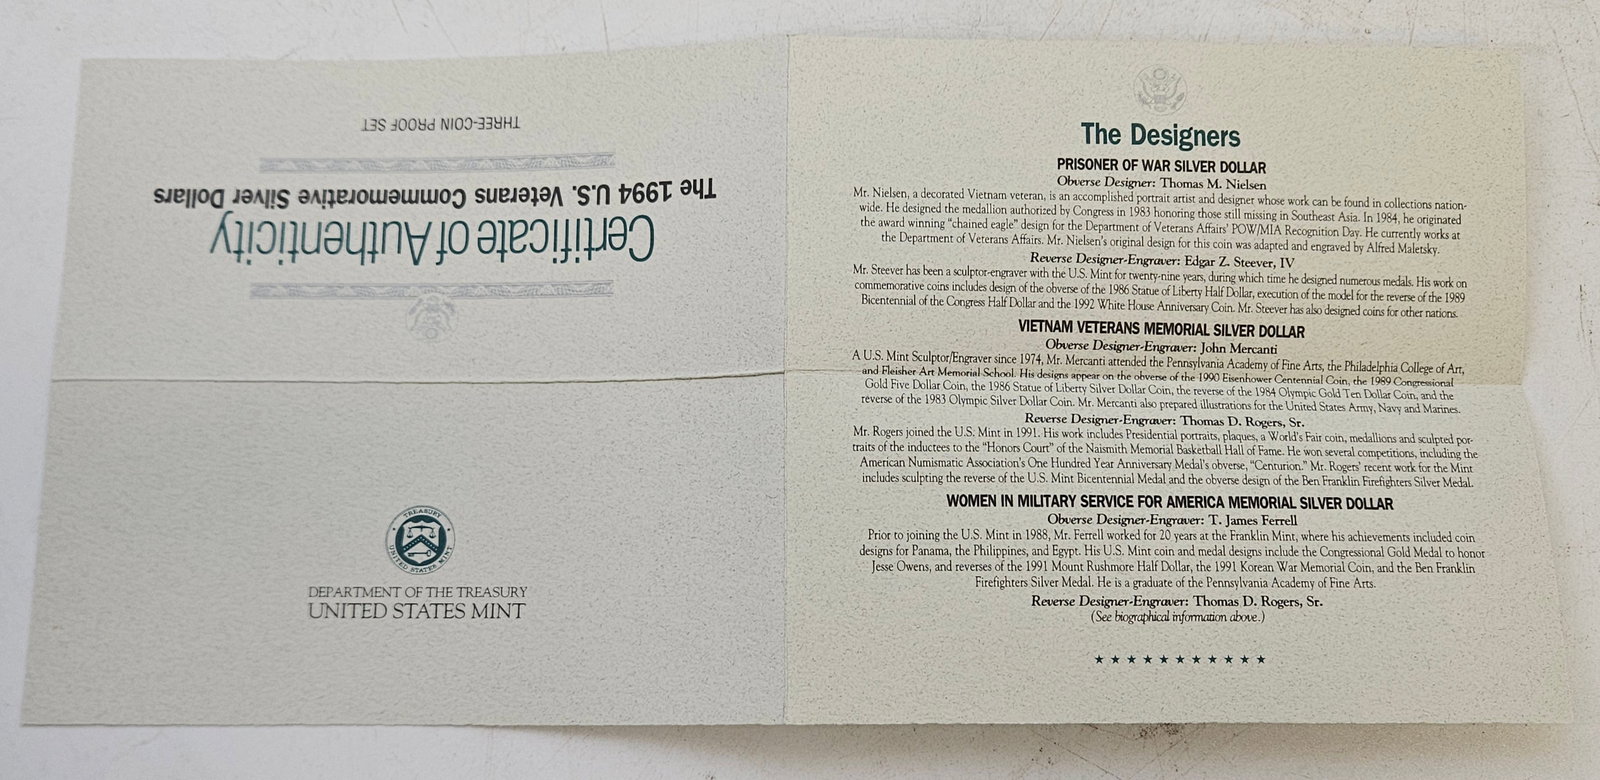 Certificate of Authenticity
The 1994 U.S. Veterans Commemorative Silver Dollars
THREE-COIN PROOF SET
TREASURY
UNITED STATES MINT
DEPARTMENT OF THE TREASURY
UNITED STATES MINT
The Designers
PRISONER OF WAR SILVER DOLLAR
Obverse Designer: Thomas M. Nielsen
Mr. Nielsen, a decorated Vietnam veteran, is an accomplished portrait artist and designer whose work can be found in collections nation-
wide. He designed the medallion authorized by Congress in 1983 honoring those still missing in Southeast Asia. In 1984, he originated
the award winning "chained eagle" design for the Department of Veterans Affairs' POW/MIA Recognition Day. He currently works at
the Department of Veterans Affairs. Mr. Nielsen's original design for this coin was adapted and engraved by Alfred Maletsky.
Reverse Designer-Engraver: Edgar Z. Steever, IV
Mr. Steever has been a sculptor-engraver with the U.S. Mint for twenty-nine years, during which time he designed numerous medals. His work on
commemorative coins includes design of the obverse of the 1986 Statue of Liberty Half Dollar, execution of the model for the reverse of the 1989
Bicentennial of the Congress Half Dollar and the 1992 White House Anniversary Coin. Mr. Steever has also designed coins for other nations.
VIETNAM VETERANS MEMORIAL SILVER DOLLAR
Obverse Designer-Engraver: John Mercanti
A U.S. Mint Sculptor/Engraver since 1974, Mr. Mercanti attended the Pennsylvania Academy of Fine Arts, the Philadelphia College of Art,
and Fleisher Art Memorial School. His designs appear on the obverse of the 1990 Eisenhower Centennial Coin, the 1989 Congressional
Gold Five Dollar Coin, the 1986 Statue of Liberty Silver Dollar Coin, the reverse of the 1984 Olympic Gold Ten Dollar Coin, and the
reverse of the 1983 Olympic Silver Dollar Coin. Mr. Mercanti also prepared illustrations for the United States Army, Navy and Marines.
Reverse Designer-Engraver: Thomas D. Rogers, Sr.
Mr. Rogers joined the U.S. Mint in 1991. His work includes Presidential portraits, plaques, a World's Fair coin, medallions and sculpted por-
traits of the inductees to the "Honors Court" of the Naismith Memorial Basketball Hall of Fame. He won several competitions, including the
American Numismatic Association's One Hundred Year Anniversary Medal's obverse, "Centurion." Mr. Rogers' recent work for the Mint
includes sculpting the reverse of the U.S. Mint Bicentennial Medal and the obverse design of the Ben Franklin Firefighters Silver Medal.
WOMEN IN MILITARY SERVICE FOR AMERICA MEMORIAL SILVER DOLLAR
Obverse Designer-Engraver: T. James Ferrell
Prior to joining the U.S. Mint in 1988, Mr. Ferrell worked for 20 years at the Franklin Mint, where his achievements included coin
designs for Panama, the Philippines, and Egypt. His U.S. Mint coin and medal designs include the Congressional Gold Medal to honor
Jesse Owens, and reverses of the 1991 Mount Rushmore Half Dollar, the 1991 Korean War Memorial Coin, and the Ben Franklin
Firefighters Silver Medal. He is a graduate of the Pennsylvania Academy of Fine Arts.
Reverse Designer-Engraver: Thomas D. Rogers, Sr.
(See biographical information above.)